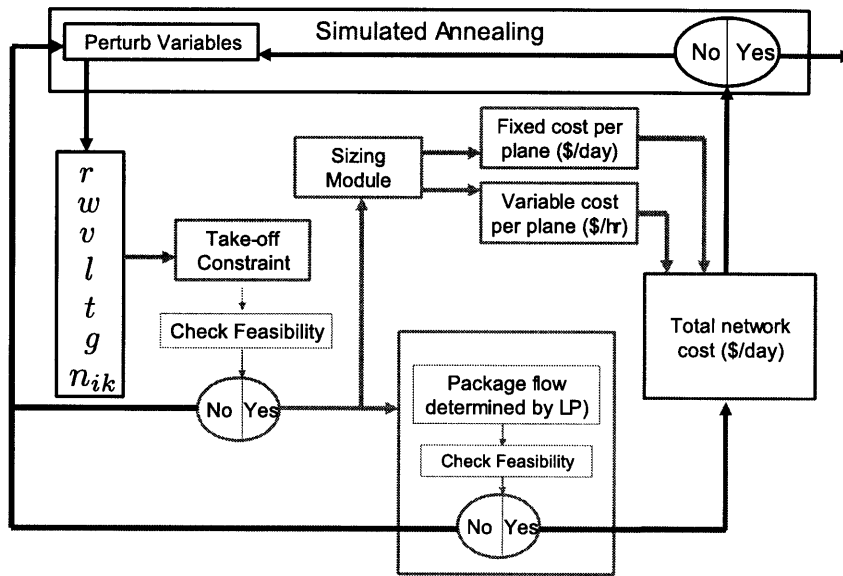 Simulated Annealing
Perturb Variables
No Yes
r
w
v
l
t
g
n_{ik}
Take-off
Constraint
Check Feasibility
No Yes
Sizing
Module
Fixed cost per
plane ($/day)
Variable cost
per plane ($/hr)
Total network
cost ($/day)
Package flow
determined by LP)
Check Feasibility
No Yes